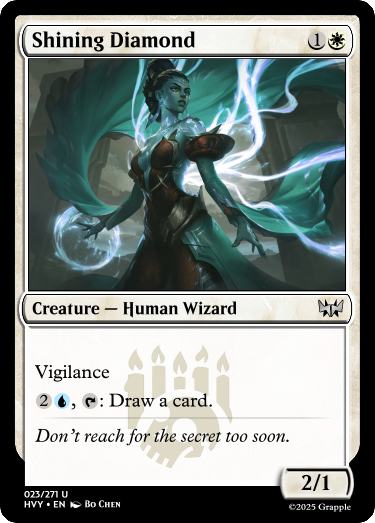 Shining Diamond 1
Creature — Human Wizard
Vigilance
2, : Draw a card.
Don't reach for the secret too soon.
2/1
023/271 U
HVY • EN Bo Chen
©2025 Grapple